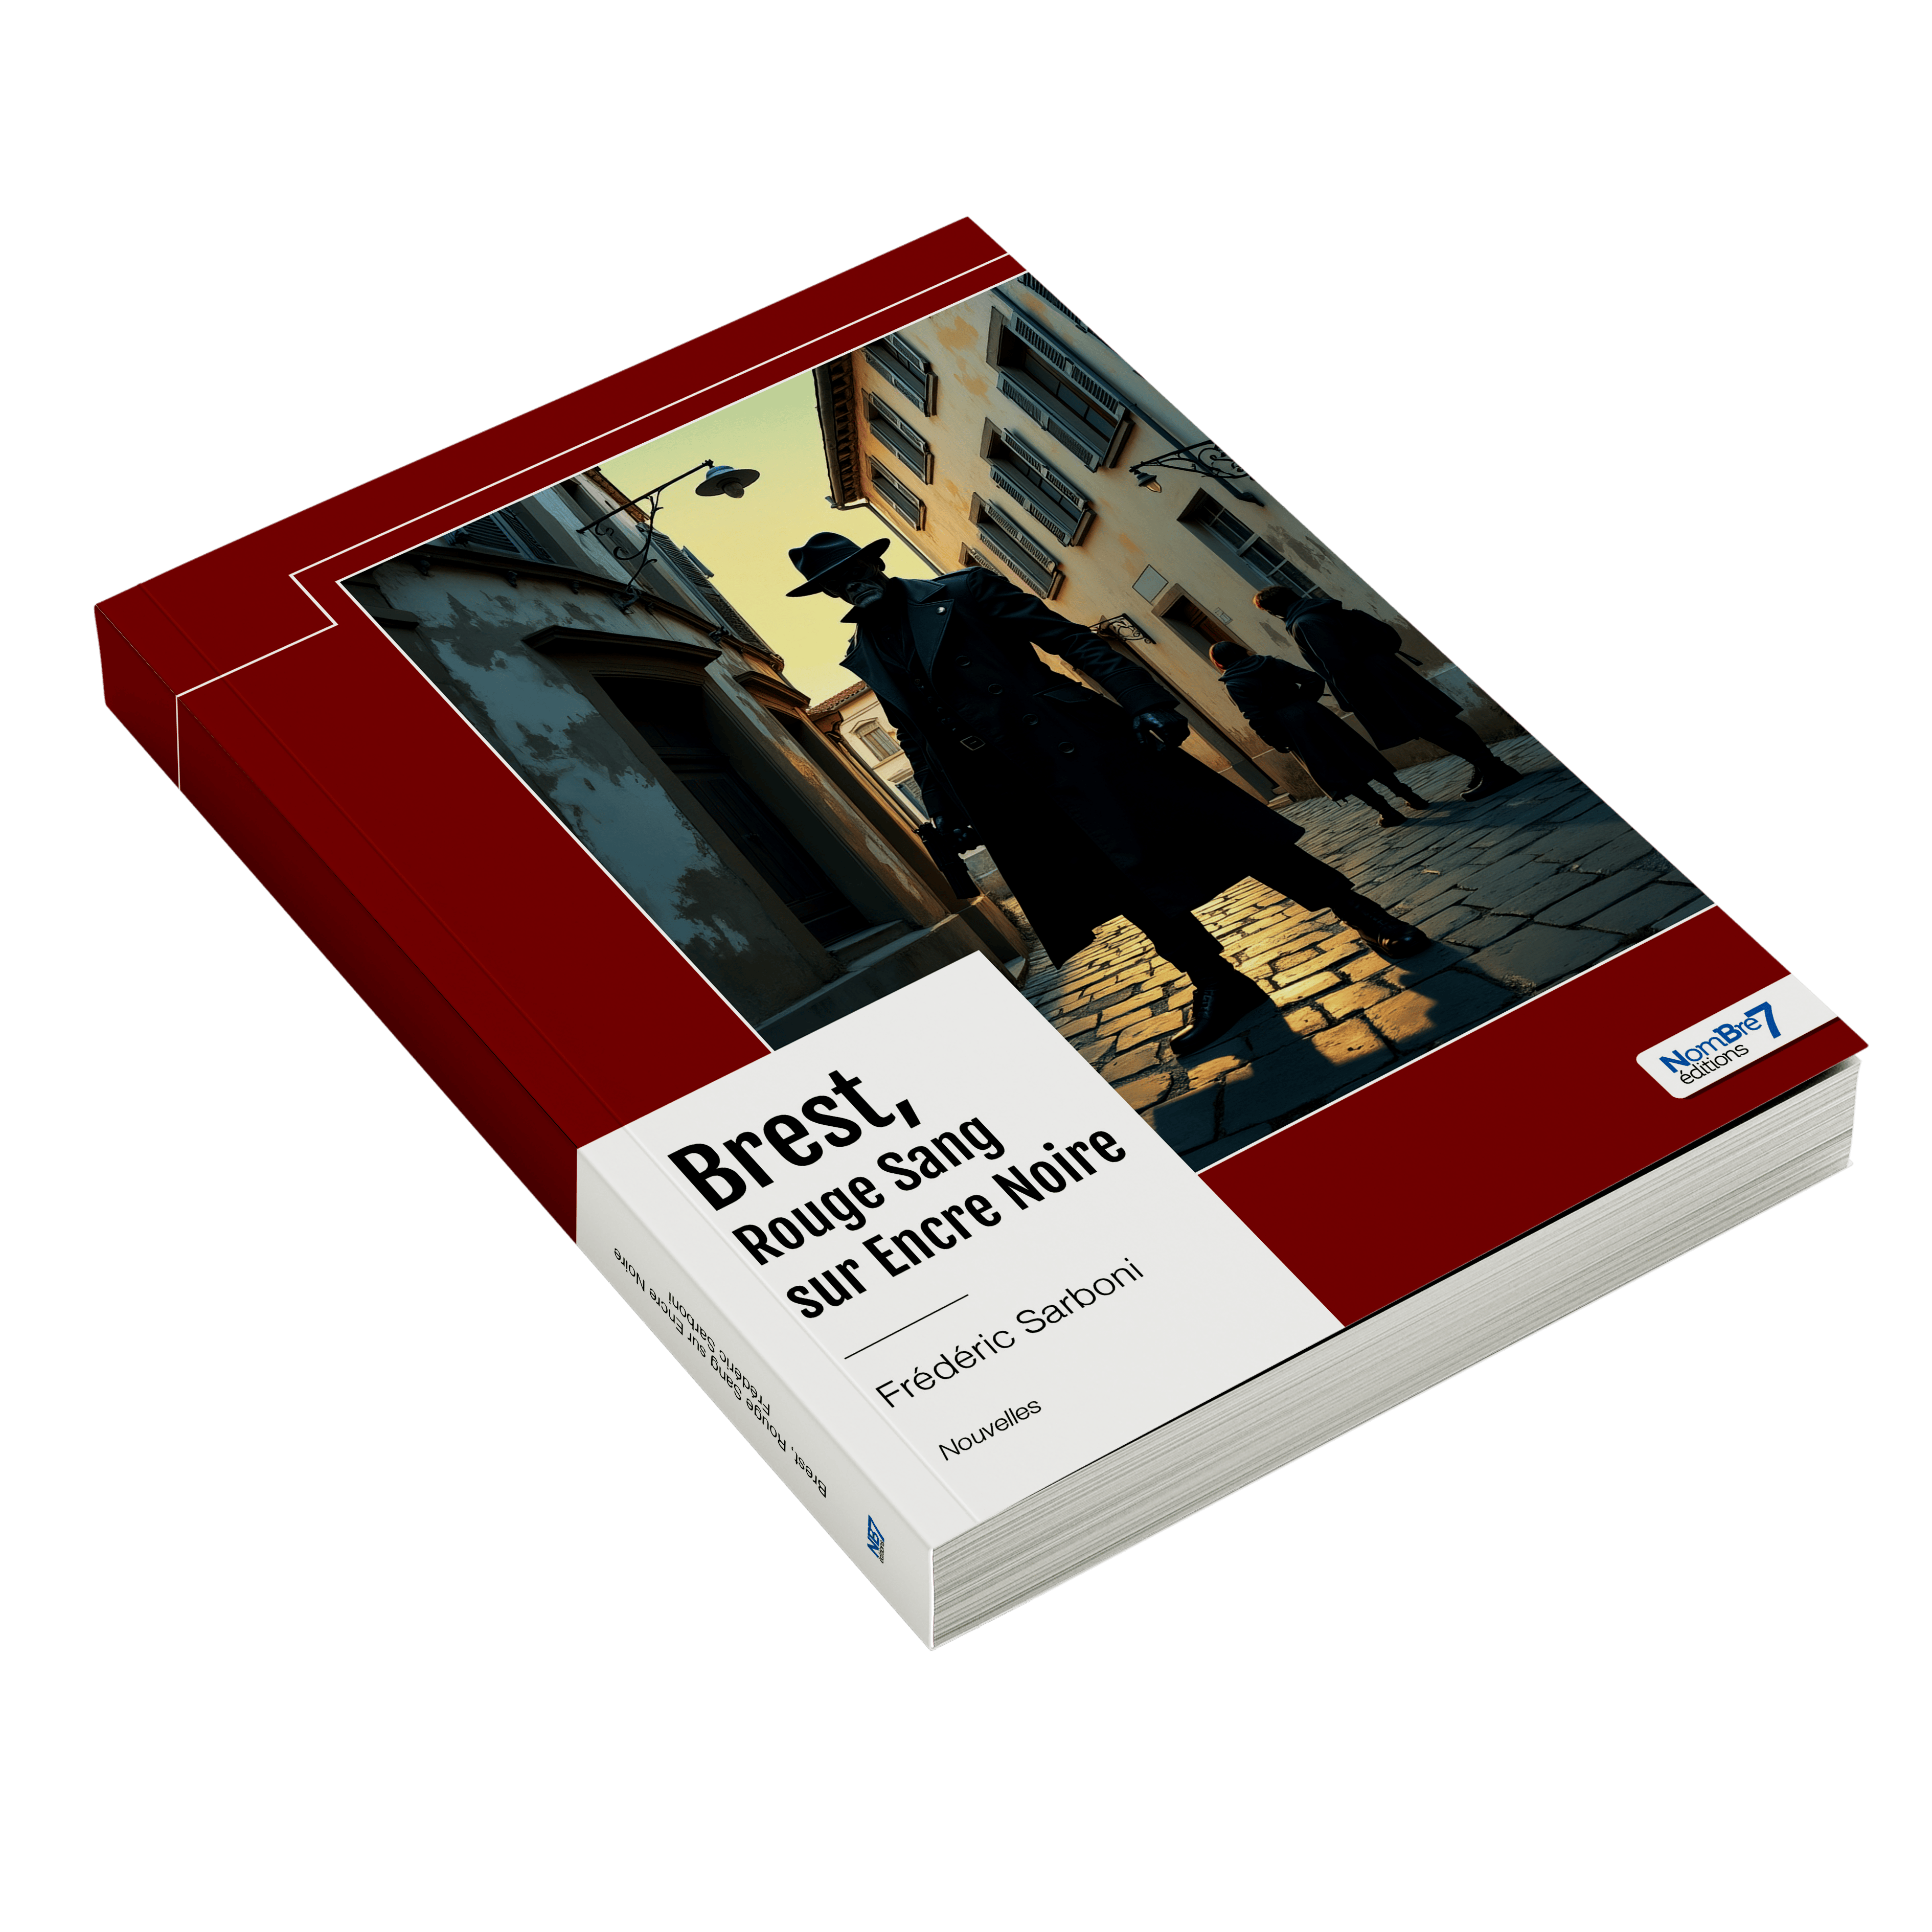 Brest,
Rouge Sang
sur Encre Noire
Frédéric Sarboni
Nouvelles
NomBre7
éditions
Brest, Rouge Sang sur Encre Noire
Frédéric Sarboni